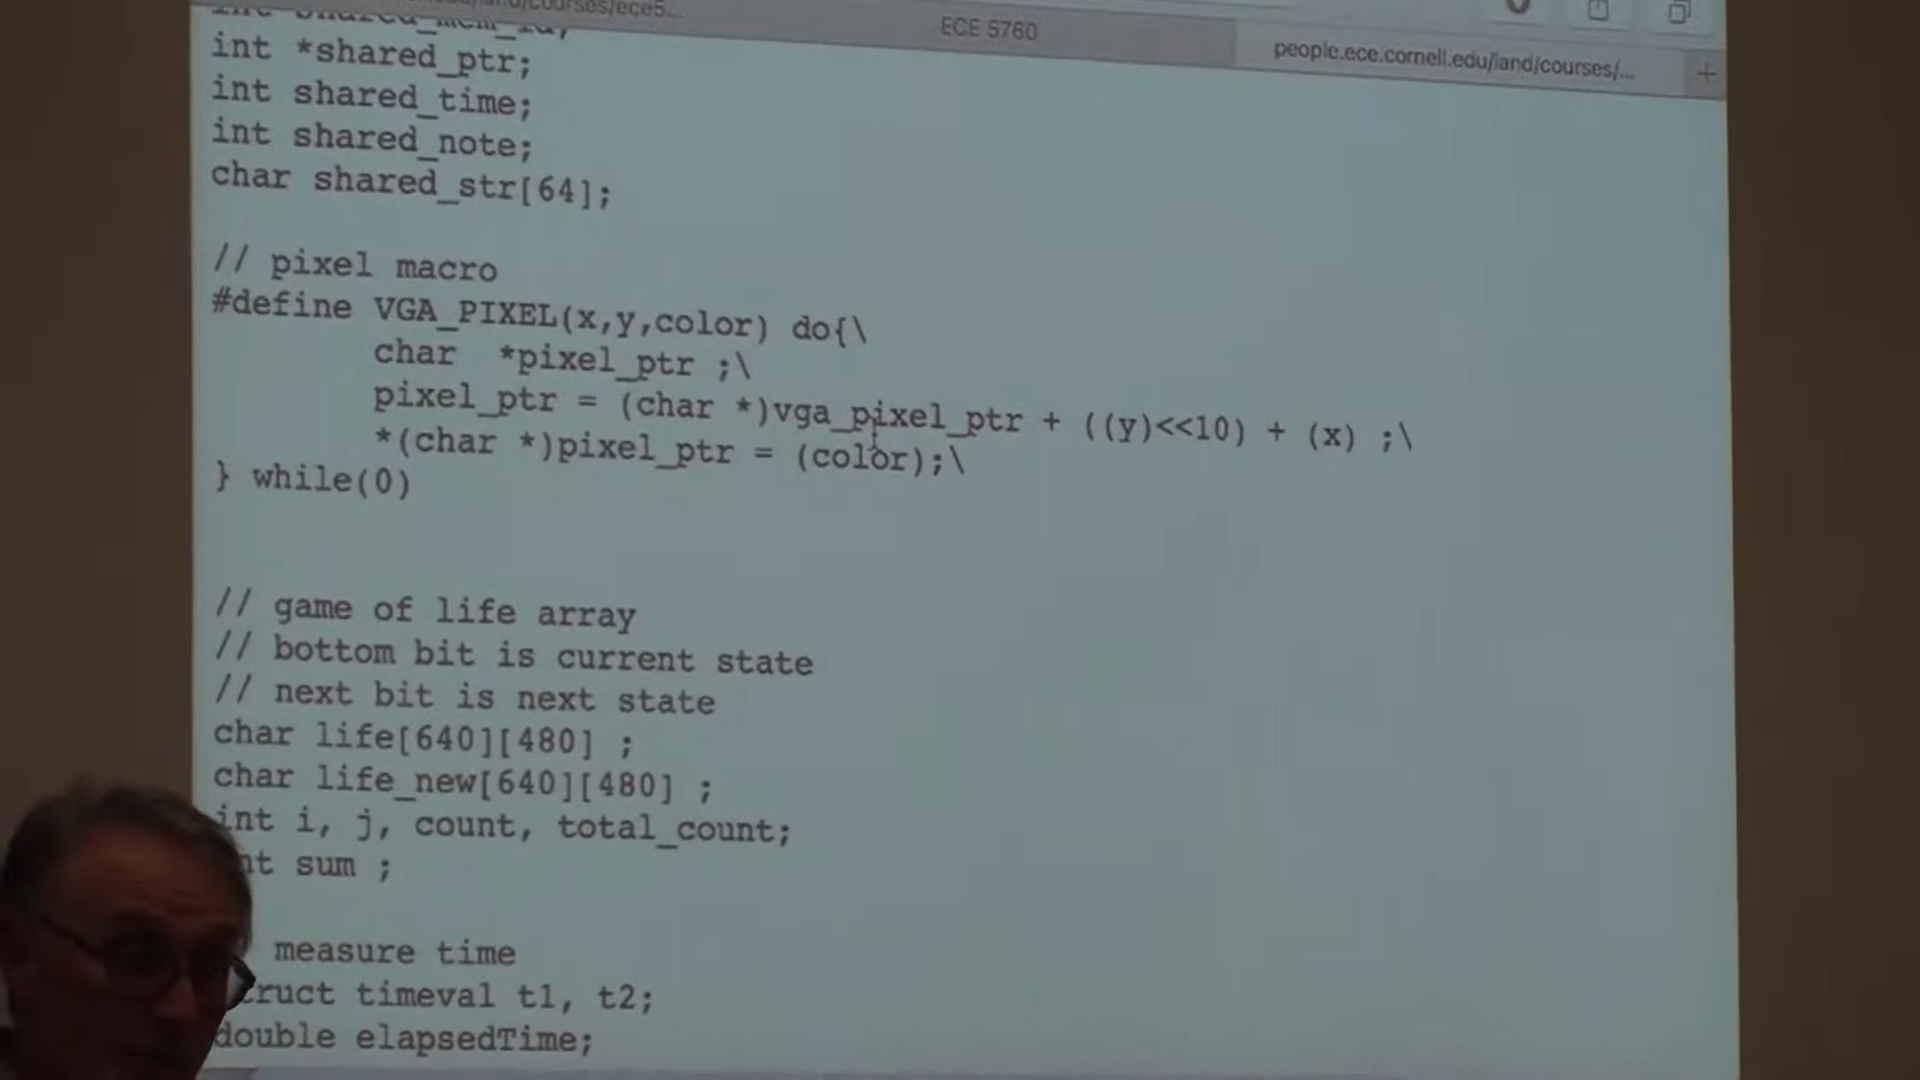 ECE 5760
people.ece.cornell.edu/land/courses/...
int *shared_ptr;
int shared_time;
int shared_note;
char shared_str[64];
// pixel macro
#define VGA_PIXEL(x,y,color) do{\
char *pixel_ptr ;\
pixel_ptr = (char *)vga_pixel_ptr + ((y)<<10) + (x) ;\
*(char *)pixel_ptr = (color);\
} while(0)
// game of life array
// bottom bit is current state
// next bit is next state
char life[640][480] ;
char life_new[640][480] ;
int i, j, count, total_count;
nt sum ;
measure time
truct timeval t1, t2;
double elapsedTime;